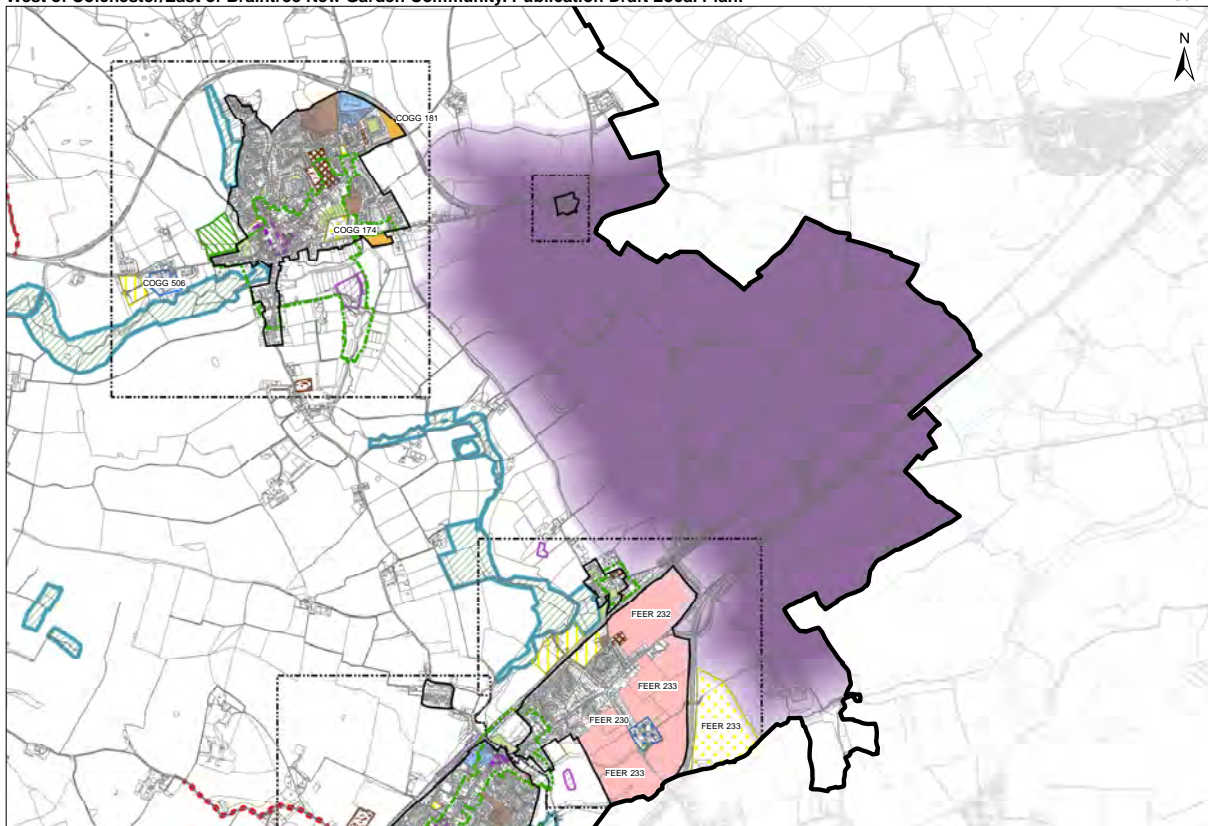 West of Colchester/East of Braintree New Garden Community. Publication Draft Local Plan.
N
COGG 181
COGG 174
COGG 506
FEER 232
FEER 233
FEER 230
FEER 233
FEER 233